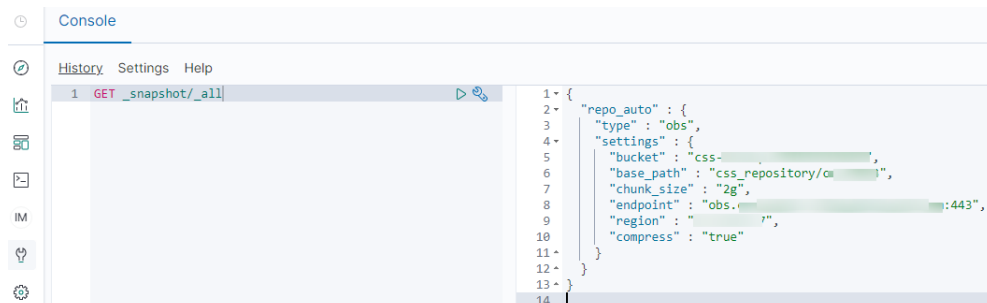 Console
History Settings Help
1 GET _snapshot/_all
IM
1 {
2 "repo_auto" : {
3 "type" : "obs",
4 "settings" : {
5 "bucket" : "css-
6 "base_path" : "css_repository/
7 "chunk_size" : "2g",
8 "endpoint" : "obs. :443",
9 "region" : " ",
10 "compress" : "true"
11 }
12 }
13 }
14